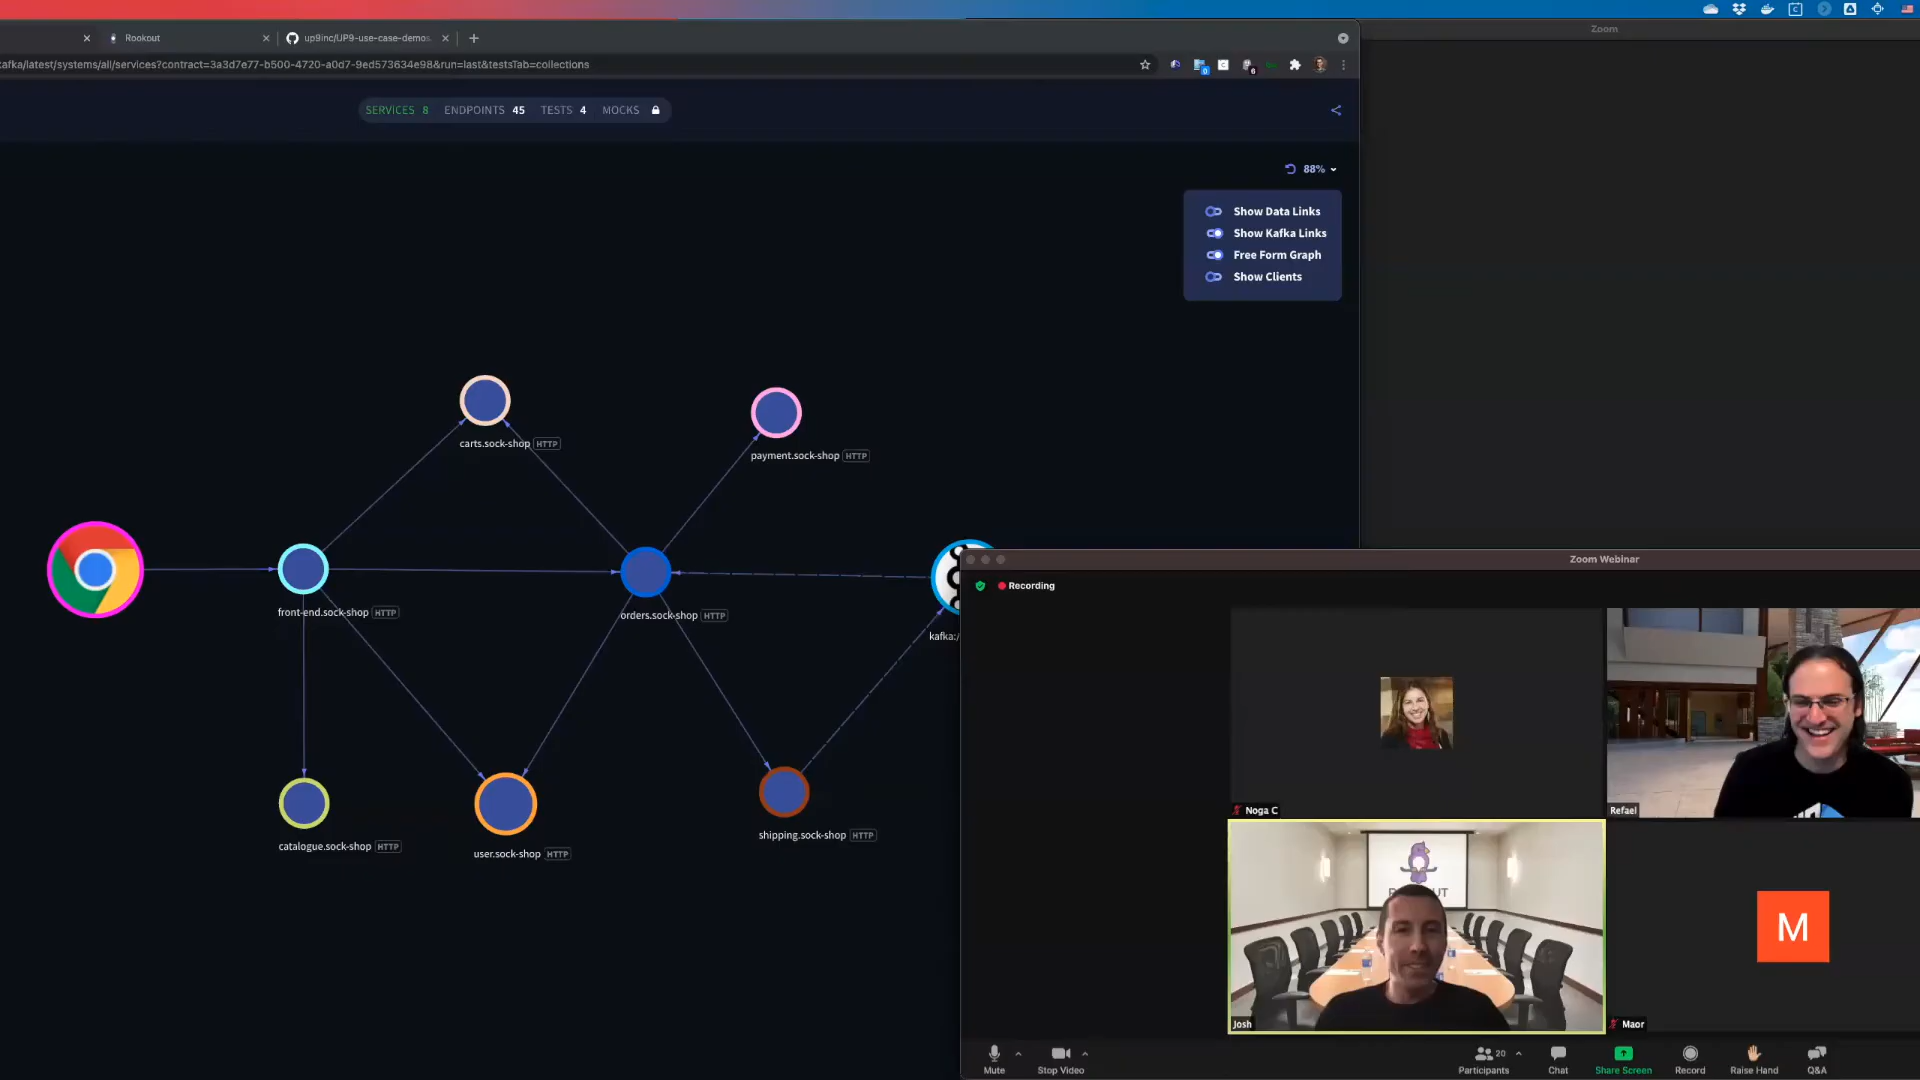 Zoom
Rookout
up9inc/UP9-use-case-demos
kafka/latest/systems/all/services?contract=3a3d7e77-b500-4720-a0d7-9ed573634e98&run=last&testsTab=collections
SERVICES 8 ENDPOINTS 45 TESTS 4 MOCKS
88%
Show Data Links
Show Kafka Links
Free Form Graph
Show Clients
carts.sock-shop HTTP
payment.sock-shop HTTP
front-end.sock-shop HTTP
orders.sock-shop HTTP
kafka:/
catalogue.sock-shop HTTP
user.sock-shop HTTP
shipping.sock-shop HTTP
Zoom Webinar
Recording
Noga C
Refael
Josh
M
Maor
Mute
Stop Video
20
Participants
Chat
Share Screen
Record
Raise Hand
Q&A